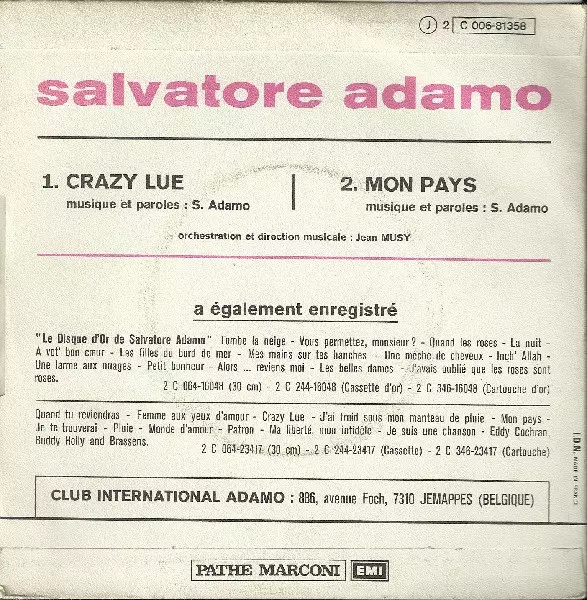 J 2 C 006-81358
salvatore adamo
1. CRAZY LUE
musique et paroles : S. Adamo
2. MON PAYS
musique et paroles : S. Adamo
orchestration et direction musicale : Jean MUSY
a également enregistré
"Le Disque d'Or de Salvatore Adamo" Tombe la neige - Vous permettez, monsieur ? - Quand les roses - La nuit -
A vot' bon cœur - Les filles du bord de mer - Mes mains sur tes hanches - Une mèche de cheveux - Inch' Allah -
Une larme aux nuages - Petit bonheur - Alors ... reviens moi - Les belles dames - J'avais oublié que les roses sont
roses. 2 C 064-16048 (30 cm) - 2 C 244-16048 (Cassette d'or) - 2 C 346-16048 (Cartouche d'or)
Quand tu reviendras - Femme aux yeux d'amour - Crazy Lue - J'ai froid sous mon manteau de pluie - Mon pays -
Je te trouverai - Pluie - Monde d'amour - Patron - Ma liberté, mon infidèle - Je suis une chanson - Eddy Cochran,
Buddy Holly and Brassens. 2 C 064-23417 (30 cm) - 2 C 244-23417 (Cassette) - 2 C 346-23417 (Cartouche)
CLUB INTERNATIONAL ADAMO : 886, avenue Foch, 7310 JEMAPPES (BELGIQUE)
I.D.N.
PATHE MARCONI EMI